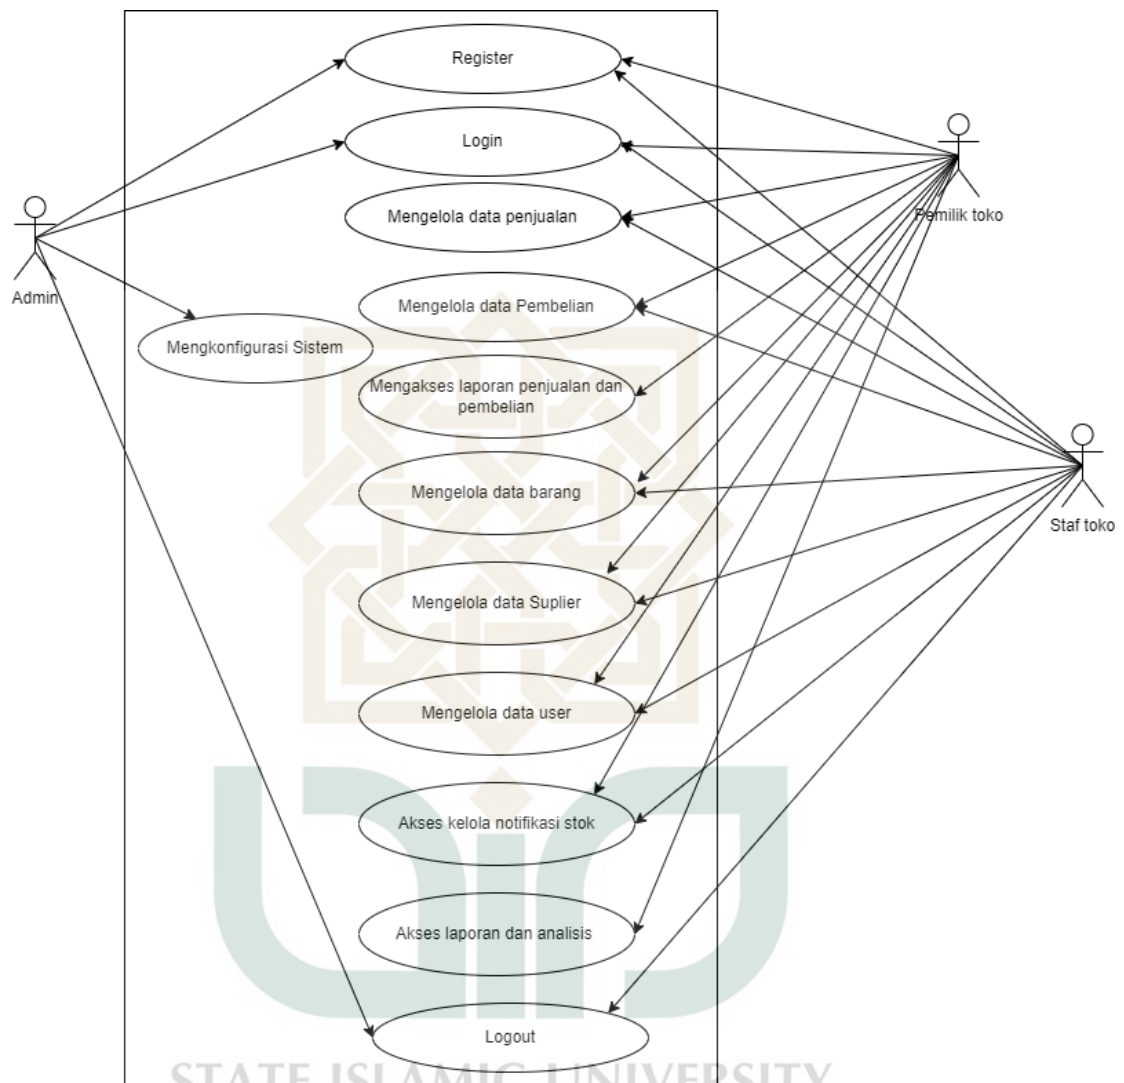 Register
Login
Mengelola data penjualan
Pemilik toko
Admin
Mengelola data Pembelian
Mengkonfigurasi Sistem
Mengakses laporan penjualan dan
pembelian
Mengelola data barang
Staf toko
Mengelola data Suplier
Mengelola data user
Akses kelola notifikasi stok
Akses laporan dan analisis
Logout
STATE ISLAMIC UNIVERSITY